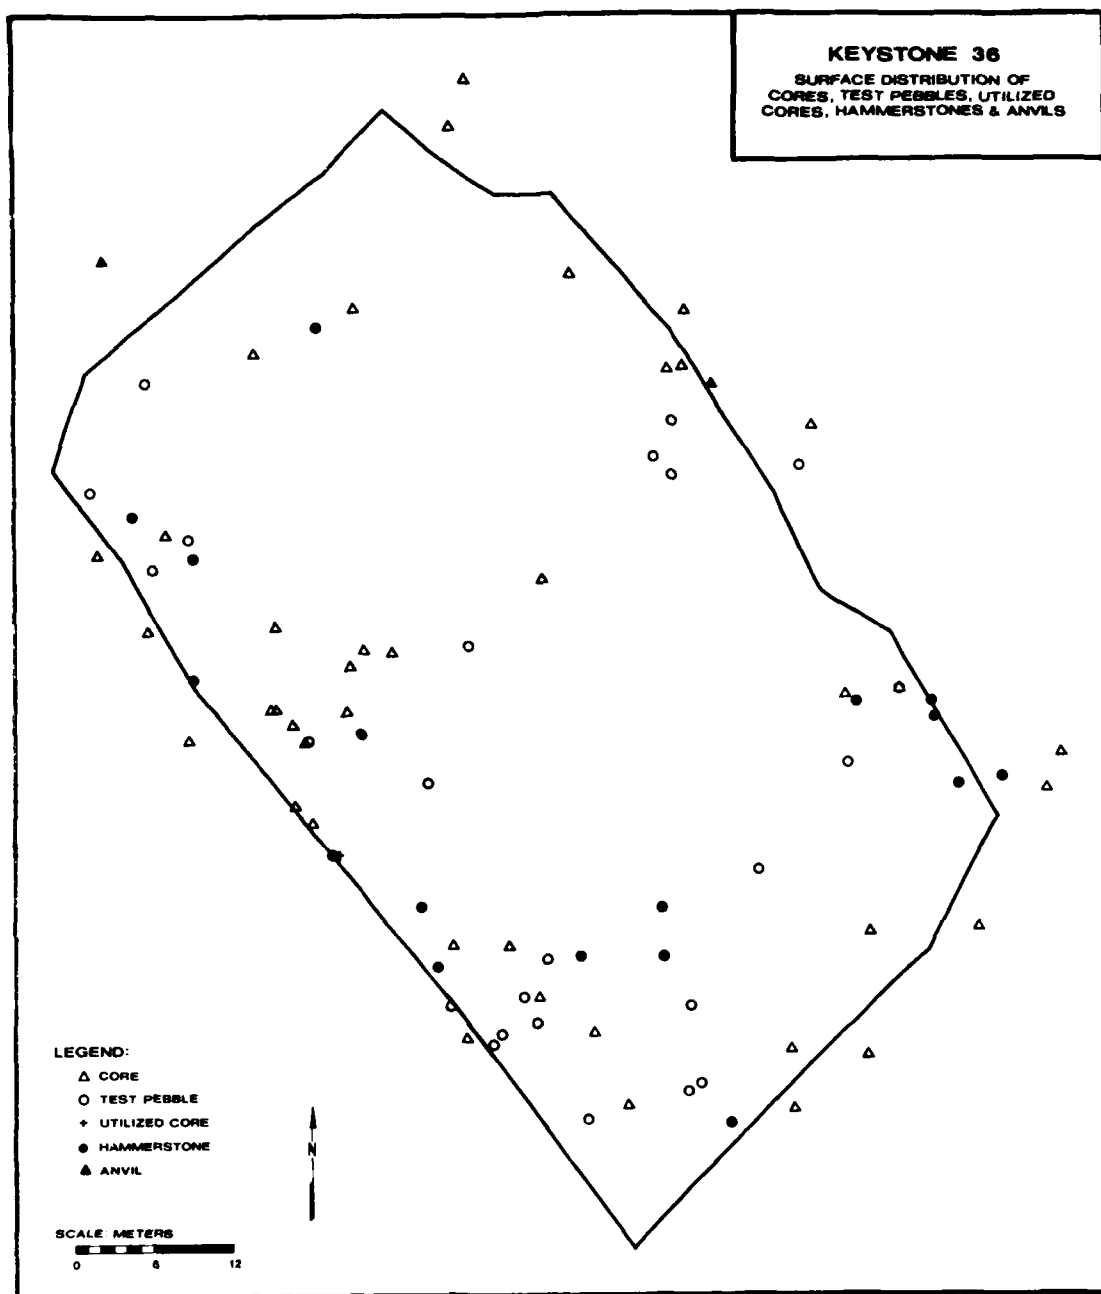 KEYSTONE 36
SURFACE DISTRIBUTION OF
CORES, TEST PEBBLES, UTILIZED
CORES, HAMMERSTONES & ANVILS
LEGEND:
CORE
TEST PEBBLE
UTILIZED CORE
HAMMERSTONE
ANVIL
N
SCALE: METERS
0 6 12